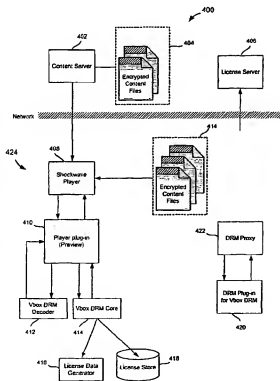 400
402
Content Server
404
Encrypted
Content
Files
406
License Server
Network
414
Encrypted
Content
Files
424
408
Shockwave
Player
410
Player plug-in
(Preview)
422
DRM Proxy
Vbox DRM
Decoder
412
Vbox DRM Core
414
DRM Plug-in
for Vbox DRM
420
License Data
Generator
416
License Store
418